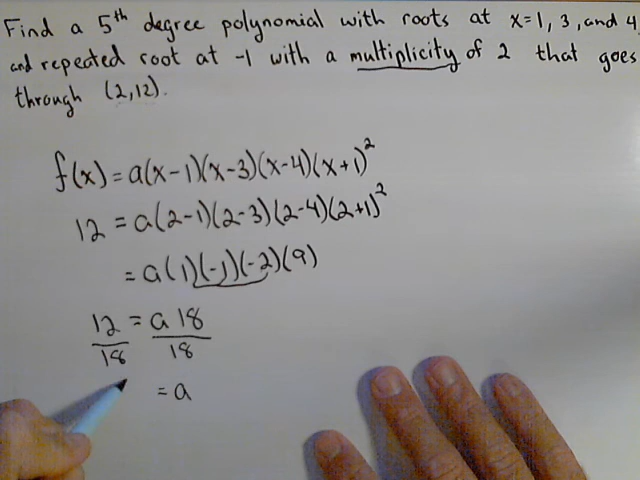 Find a 5th degree polynomial with roots at x=1, 3, and 4
and repeated root at -1 with a multiplicity of 2 that goes
through (2,12).
f(x) = a(x-1)(x-3)(x-4)(x+1)²
12 = a(2-1)(2-3)(2-4)(2+1)²
= a(1)(-1)(-2)(9)
12 = a 18
18 18
= a